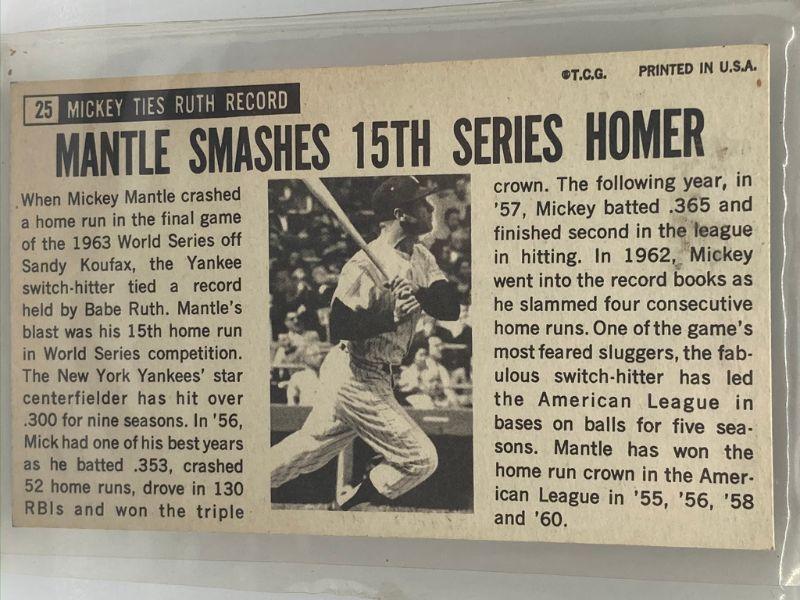 ©T.C.G. PRINTED IN U.S.A.
25 MICKEY TIES RUTH RECORD
MANTLE SMASHES 15TH SERIES HOMER
When Mickey Mantle crashed
a home run in the final game
of the 1963 World Series off
Sandy Koufax, the Yankee
switch-hitter tied a record
held by Babe Ruth. Mantle's
blast was his 15th home run
in World Series competition.
The New York Yankees' star
centerfielder has hit over
.300 for nine seasons. In '56,
Mick had one of his best years
as he batted .353, crashed
52 home runs, drove in 130
RBIs and won the triple
crown. The following year, in
'57, Mickey batted .365 and
finished second in the league
in hitting. In 1962, Mickey
went into the record books as
he slammed four consecutive
home runs. One of the game's
most feared sluggers, the fab-
ulous switch-hitter has led
the American League in
bases on balls for five sea-
sons. Mantle has won the
home run crown in the Amer-
ican League in '55, '56, '58
and '60.